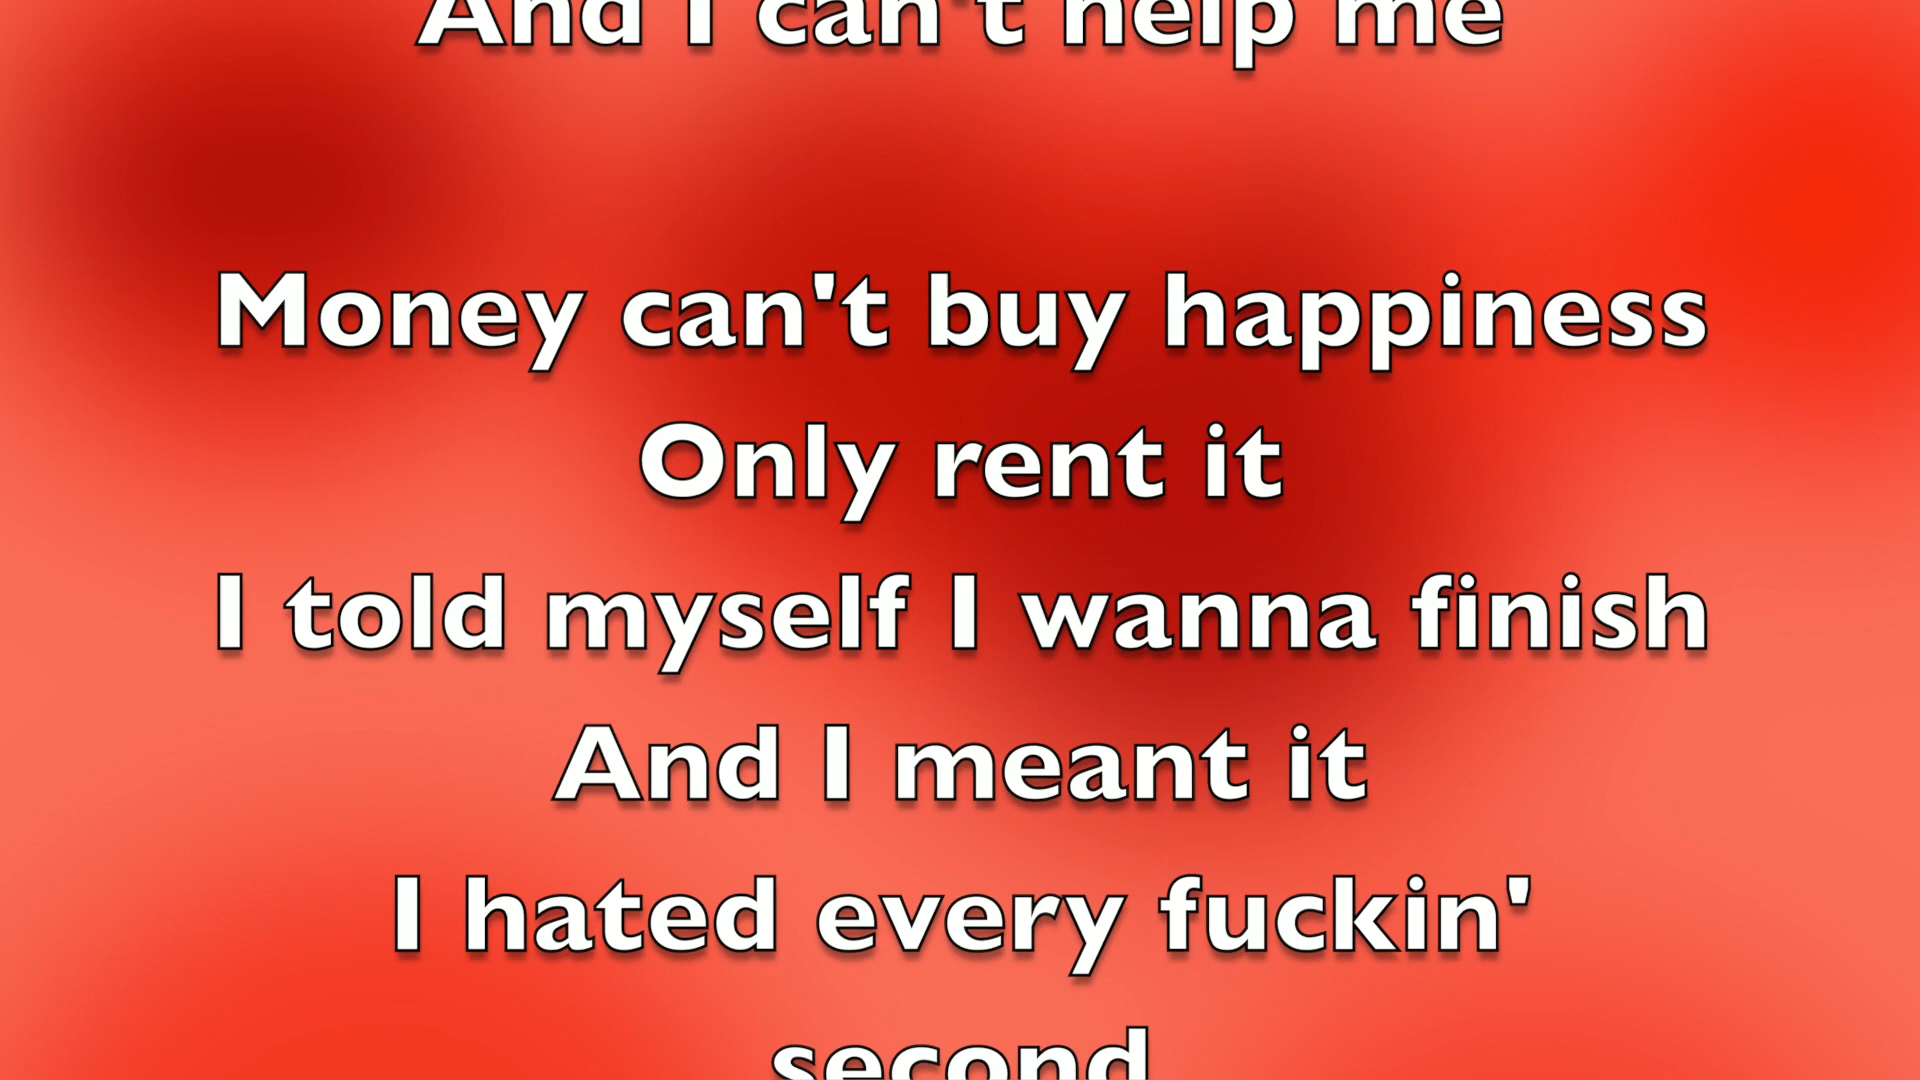 And I can't help me
Money can't buy happiness
Only rent it
I told myself I wanna finish
And I meant it
I hated every fuckin'
second